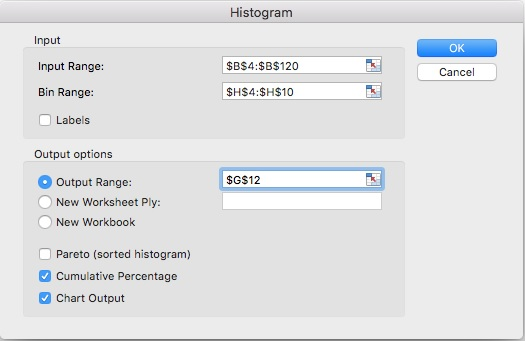 Histogram
Input
OK
Input Range: $B$4:$B$120
Cancel
Bin Range: $H$4:$H$10
Labels
Output options
Output Range: $G$12
New Worksheet Ply:
New Workbook
Pareto (sorted histogram)
Cumulative Percentage
Chart Output